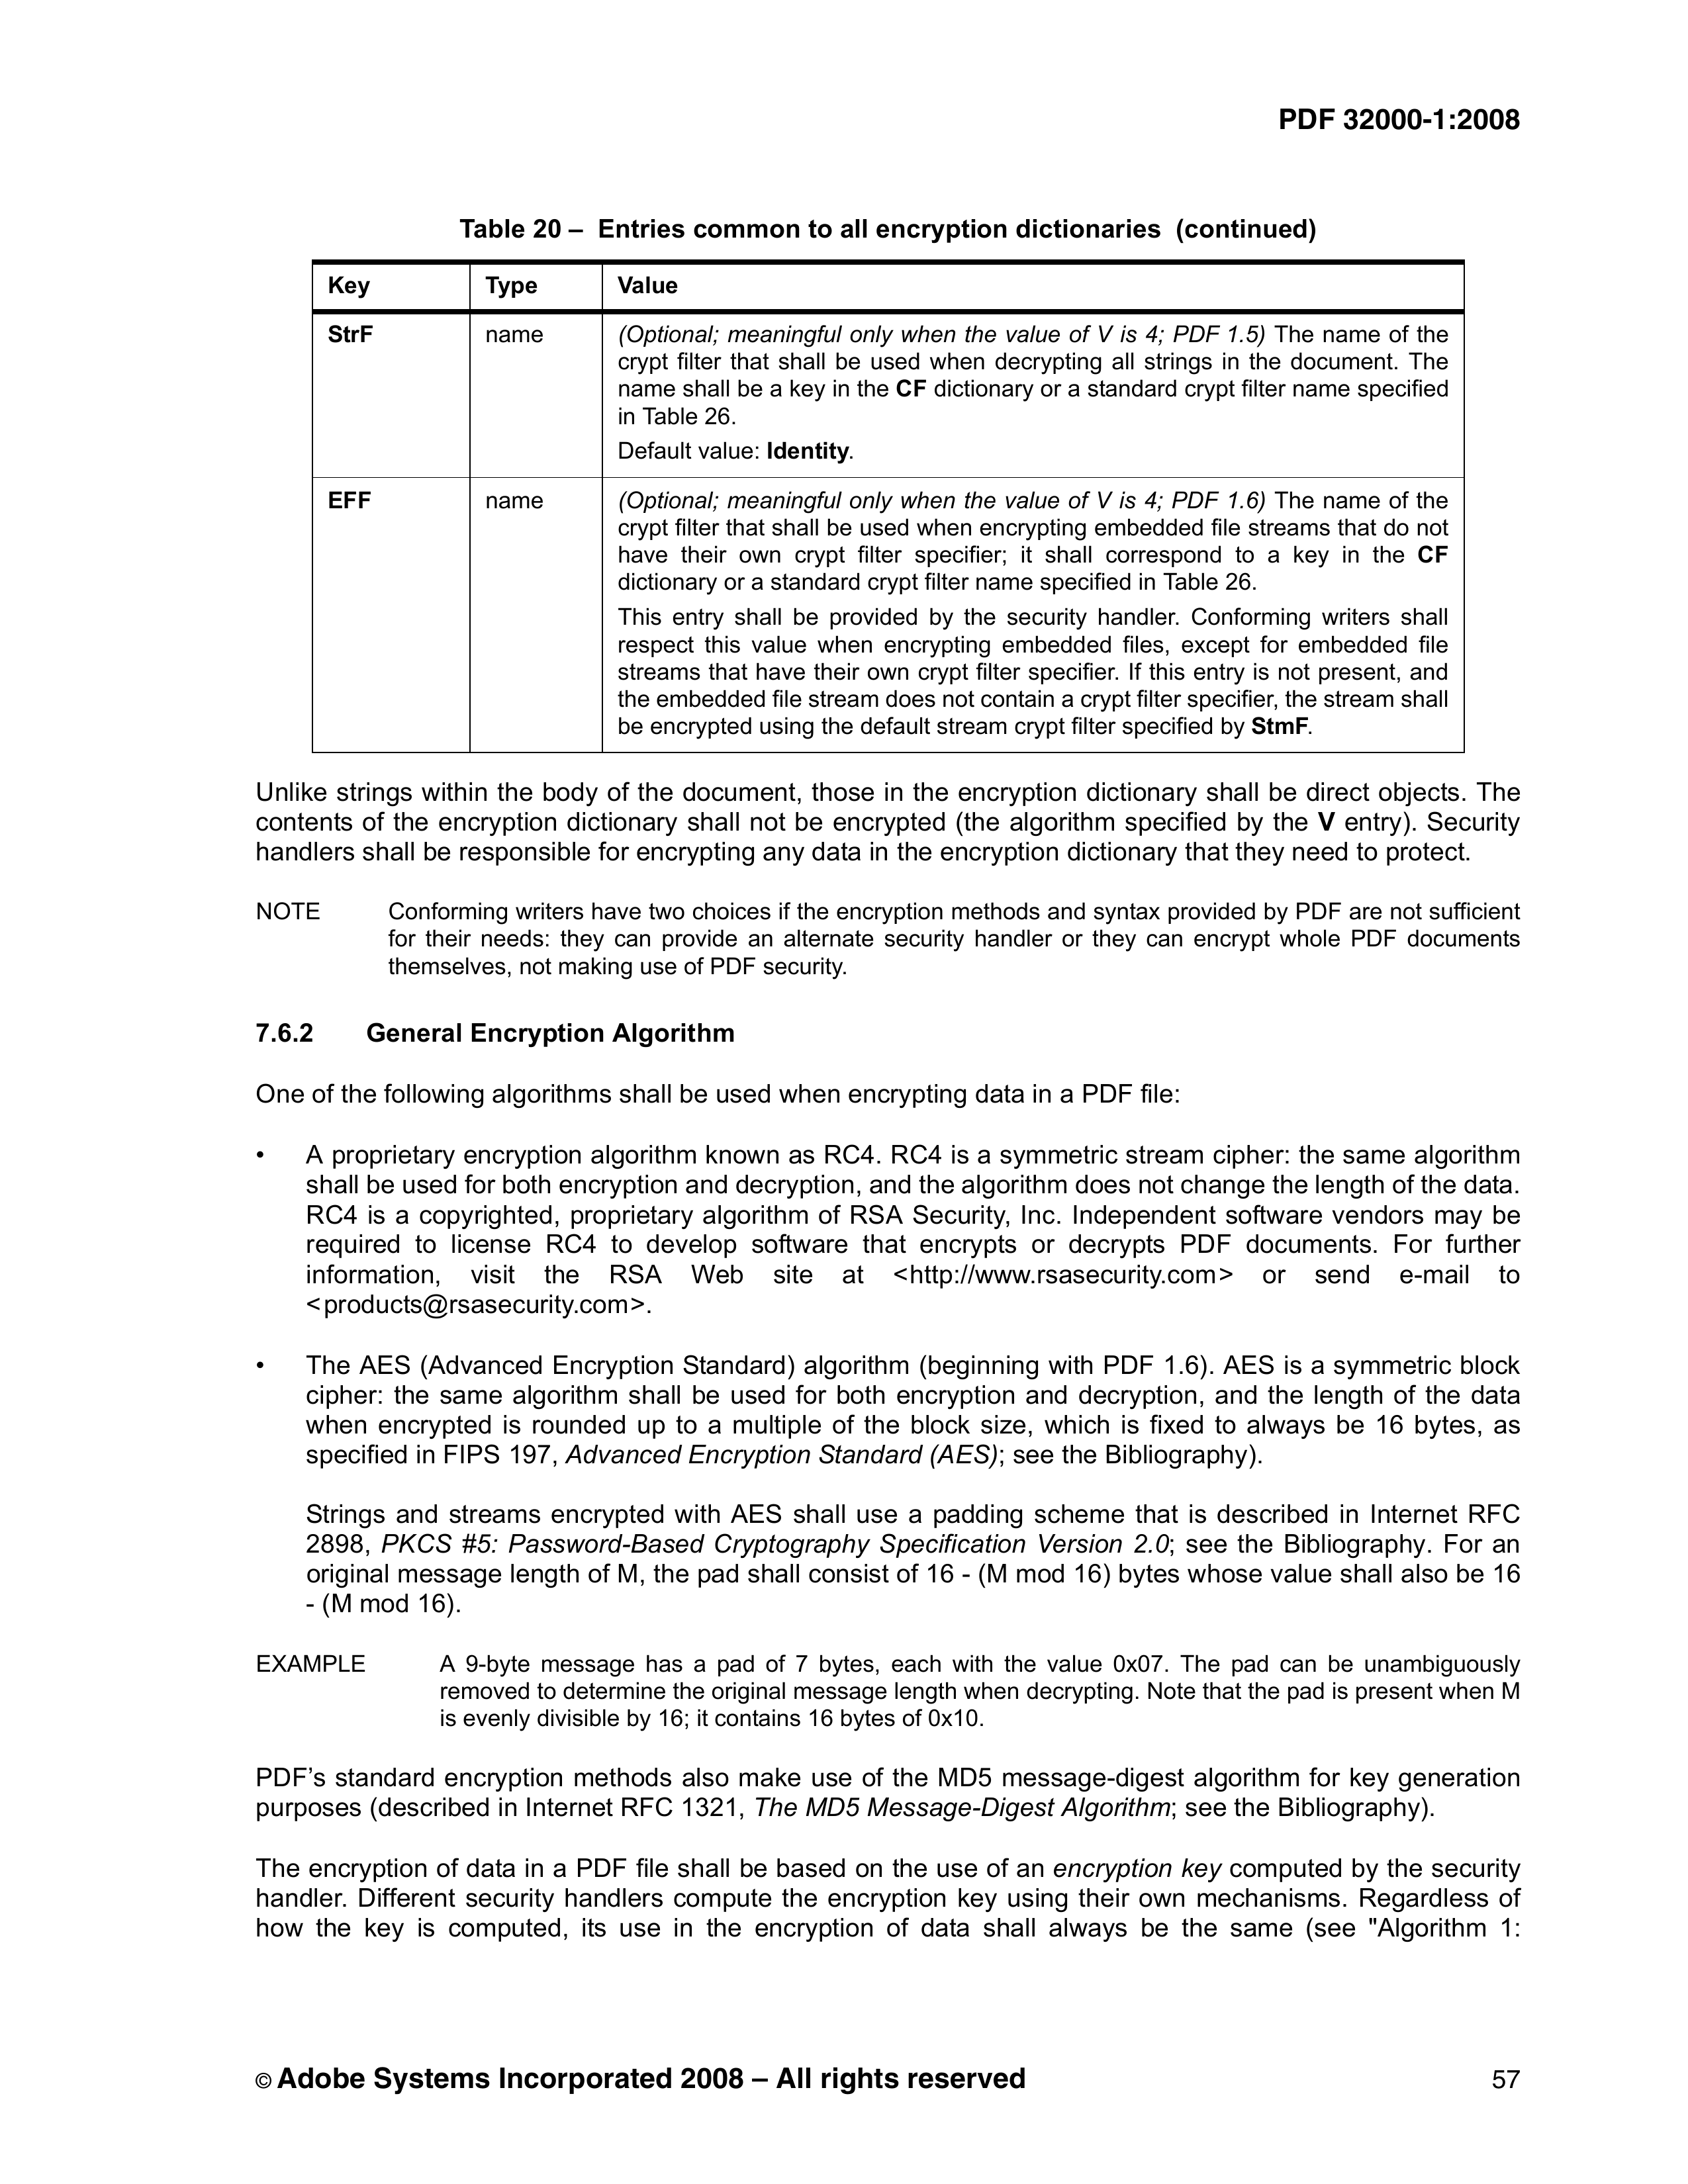 PDF 32000-1:2008
Table 20 – Entries common to all encryption dictionaries (continued)
Key Type Value
StrF name (Optional; meaningful only when the value of V is 4; PDF 1.5) The name of the
crypt filter that shall be used when decrypting all strings in the document. The
name shall be a key in the CF dictionary or a standard crypt filter name specified
in Table 26.
Default value: Identity.
EFF name (Optional; meaningful only when the value of V is 4; PDF 1.6) The name of the
crypt filter that shall be used when encrypting embedded file streams that do not
have their own crypt filter specifier; it shall correspond to a key in the CF
dictionary or a standard crypt filter name specified in Table 26.
This entry shall be provided by the security handler. Conforming writers shall
respect this value when encrypting embedded files, except for embedded file
streams that have their own crypt filter specifier. If this entry is not present, and
the embedded file stream does not contain a crypt filter specifier, the stream shall
be encrypted using the default stream crypt filter specified by StmF.
Unlike strings within the body of the document, those in the encryption dictionary shall be direct objects. The
contents of the encryption dictionary shall not be encrypted (the algorithm specified by the V entry). Security
handlers shall be responsible for encrypting any data in the encryption dictionary that they need to protect.
NOTE Conforming writers have two choices if the encryption methods and syntax provided by PDF are not sufficient
for their needs: they can provide an alternate security handler or they can encrypt whole PDF documents
themselves, not making use of PDF security.
7.6.2 General Encryption Algorithm
One of the following algorithms shall be used when encrypting data in a PDF file:
• A proprietary encryption algorithm known as RC4. RC4 is a symmetric stream cipher: the same algorithm
shall be used for both encryption and decryption, and the algorithm does not change the length of the data.
RC4 is a copyrighted, proprietary algorithm of RSA Security, Inc. Independent software vendors may be
required to license RC4 to develop software that encrypts or decrypts PDF documents. For further
information, visit the RSA Web site at <http://www.rsasecurity.com> or send e-mail to
<products@rsasecurity.com>.
• The AES (Advanced Encryption Standard) algorithm (beginning with PDF 1.6). AES is a symmetric block
cipher: the same algorithm shall be used for both encryption and decryption, and the length of the data
when encrypted is rounded up to a multiple of the block size, which is fixed to always be 16 bytes, as
specified in FIPS 197, Advanced Encryption Standard (AES); see the Bibliography).
Strings and streams encrypted with AES shall use a padding scheme that is described in Internet RFC
2898, PKCS #5: Password-Based Cryptography Specification Version 2.0; see the Bibliography. For an
original message length of M, the pad shall consist of 16 - (M mod 16) bytes whose value shall also be 16
- (M mod 16).
EXAMPLE A 9-byte message has a pad of 7 bytes, each with the value 0x07. The pad can be unambiguously
removed to determine the original message length when decrypting. Note that the pad is present when M
is evenly divisible by 16; it contains 16 bytes of 0x10.
PDF’s standard encryption methods also make use of the MD5 message-digest algorithm for key generation
purposes (described in Internet RFC 1321, The MD5 Message-Digest Algorithm; see the Bibliography).
The encryption of data in a PDF file shall be based on the use of an encryption key computed by the security
handler. Different security handlers compute the encryption key using their own mechanisms. Regardless of
how the key is computed, its use in the encryption of data shall always be the same (see "Algorithm 1:
© Adobe Systems Incorporated 2008 – All rights reserved 57